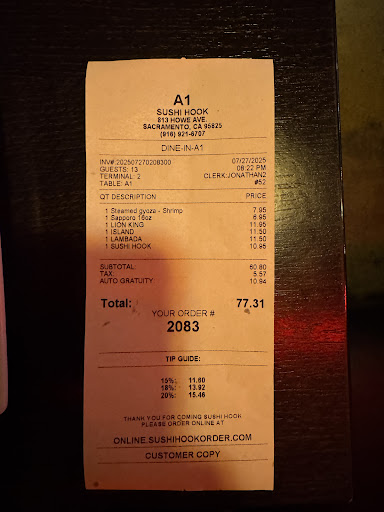 A1
SUSHI HOOK
813 HOWE AVE.
SACRAMENTO, CA 95825
(916) 921-6707
DINE-IN-A1
INV#:202507270208300 07/27/2025
GUESTS: 13 08:22 PM
TERMINAL: 2 CLERK:JONATHAN2
TABLE: A1 #52
QT DESCRIPTION PRICE
1 Steamed gyoza - Shrimp 7.95
1 Sapporo 16oz 6.95
1 LION KING 11.95
1 ISLAND 11.50
1 LAMBADA 11.50
1 SUSHI HOOK 10.95
SUBTOTAL: 60.80
TAX: 5.57
AUTO GRATUITY 10.94
Total: 77.31
YOUR ORDER #
2083
TIP GUIDE:
15%: 11.60
18%: 13.92
20%: 15.46
THANK YOU FOR COMING SUSHI HOOK
PLEASE ORDER ONLINE AT
ONLINE.SUSHIHOOKORDER.COM
CUSTOMER COPY